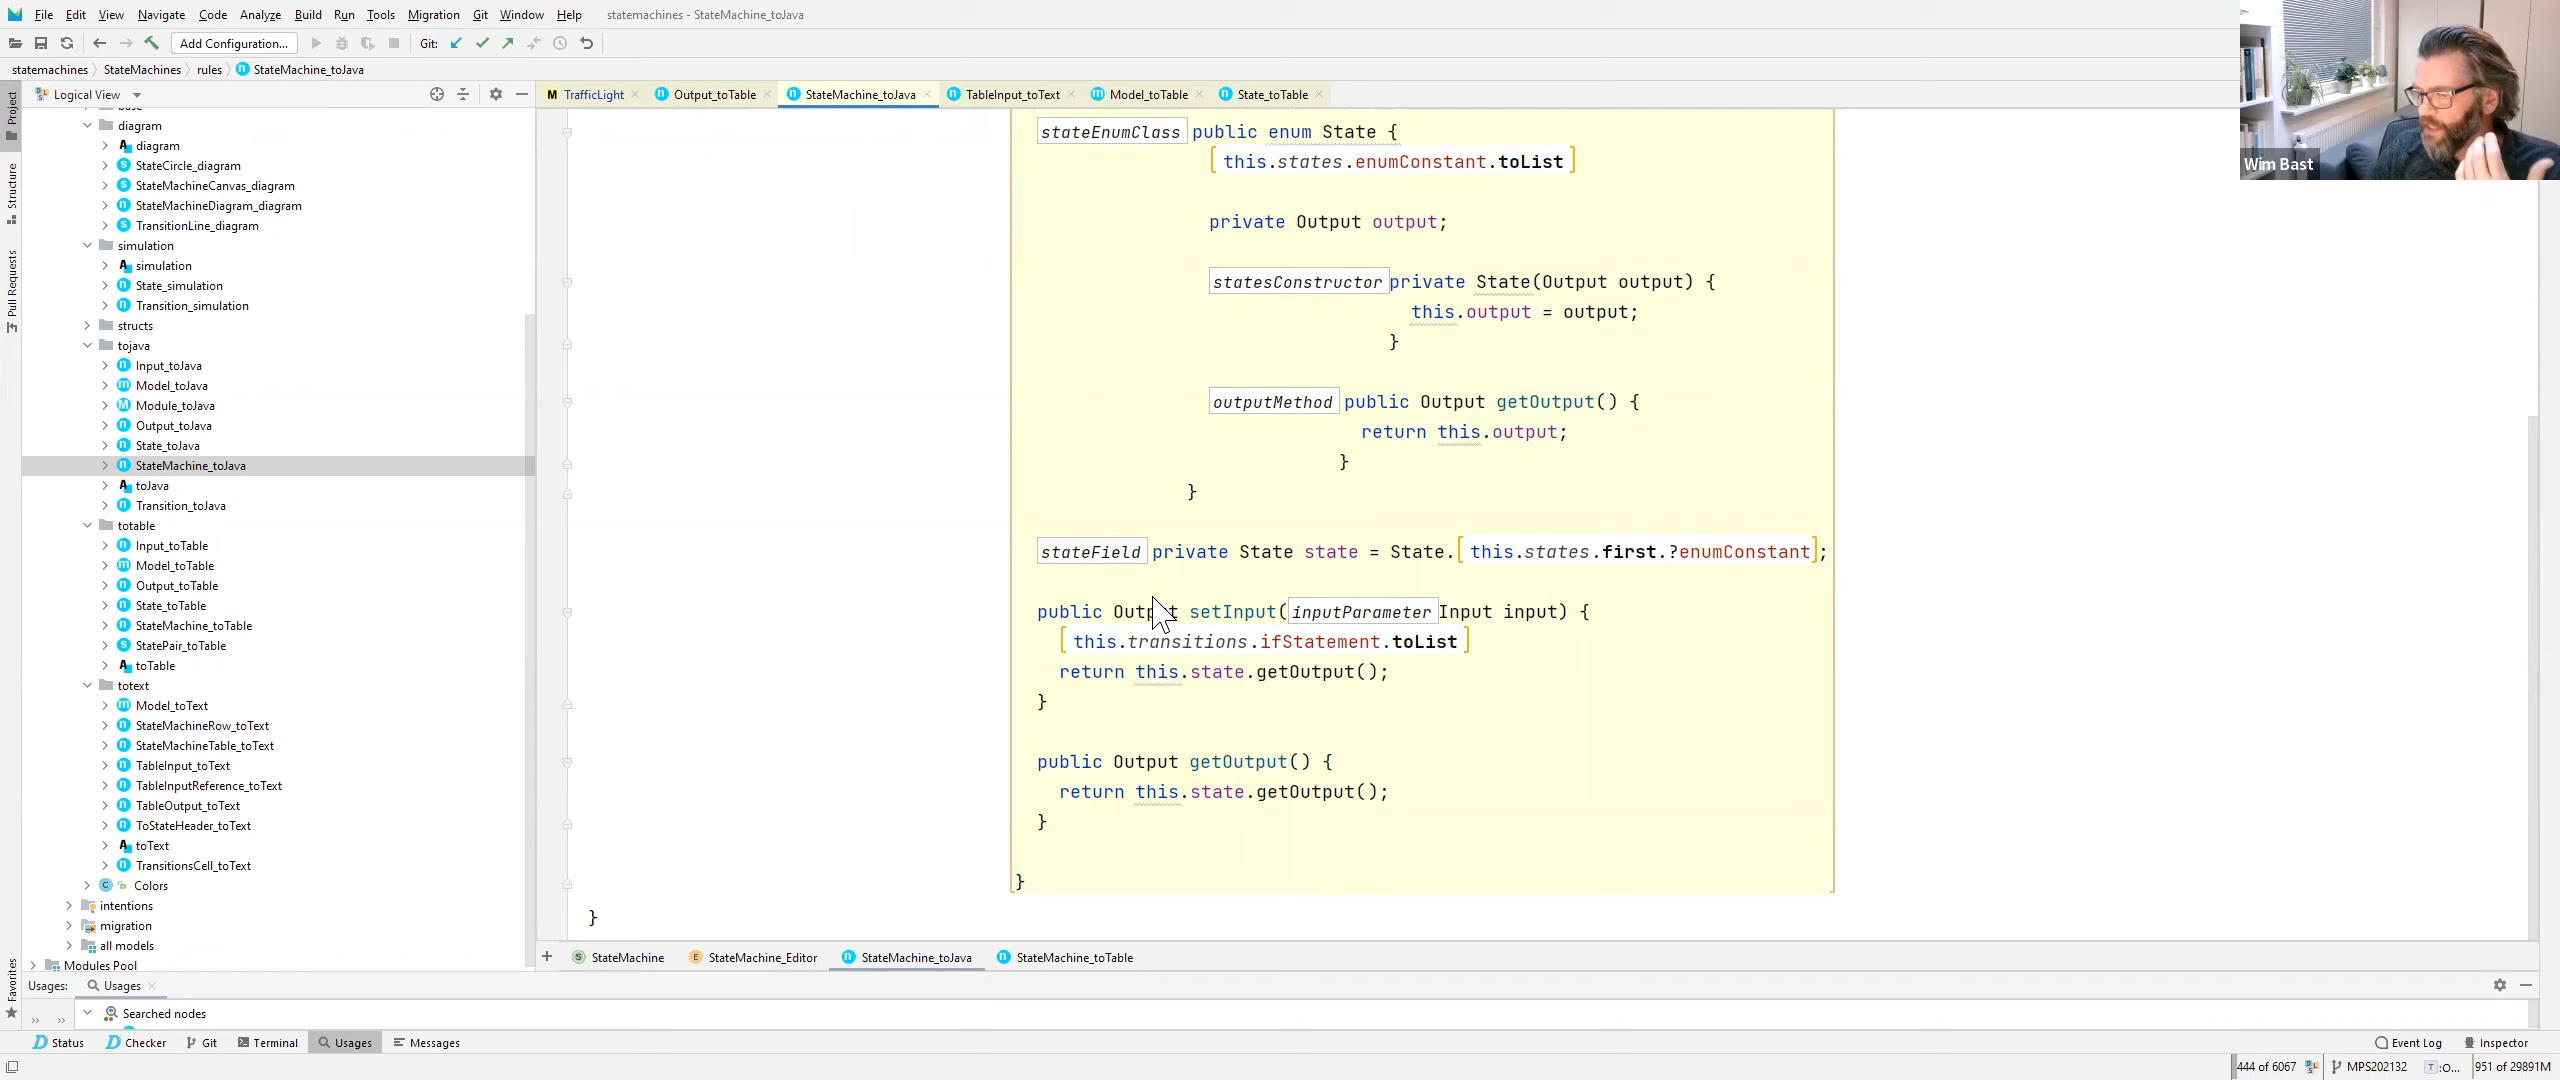 File Edit View Navigate Code Analyze Build Run Tools Migration Git Window Help statemachines - StateMachine_toJava
Add Configuration... Git:
statemachines StateMachines rules StateMachine_toJava
Logical View
TrafficLight Output_toTable StateMachine_toJava TableInput_toText Model_toTable State_toTable
Project
Structure
Pull Requests
Favorites
diagram
diagram
StateCircle_diagram
StateMachineCanvas_diagram
StateMachineDiagram_diagram
TransitionLine_diagram
simulation
simulation
State_simulation
Transition_simulation
structs
tojava
Input_toJava
Model_toJava
Module_toJava
Output_toJava
State_toJava
StateMachine_toJava
toJava
Transition_toJava
totable
Input_toTable
Model_toTable
Output_toTable
State_toTable
StateMachine_toTable
StatePair_toTable
toTable
totext
Model_toText
StateMachineRow_toText
StateMachineTable_toText
TableInput_toText
TableInputReference_toText
TableOutput_toText
ToStateHeader_toText
toText
TransitionsCell_toText
Colors
intentions
migration
all models
Modules Pool
stateEnumClass public enum State {
[ this.states.enumConstant.toList ]
private Output output;
statesConstructor private State(Output output) {
this.output = output;
}
outputMethod public Output getOutput() {
return this.output;
}
}
stateField private State state = State.[ this.states.first.?enumConstant];
public Output setInput(inputParameter Input input) {
[ this.transitions.ifStatement.toList ]
return this.state.getOutput();
}
public Output getOutput() {
return this.state.getOutput();
}
}
}
Wim Bast
StateMachine StateMachine_Editor StateMachine_toJava StateMachine_toTable
Usages: Usages
Searched nodes
Status Checker Git Terminal Usages Messages Event Log Inspector
444 of 6067 MPS202132 T :O... 951 of 29891M